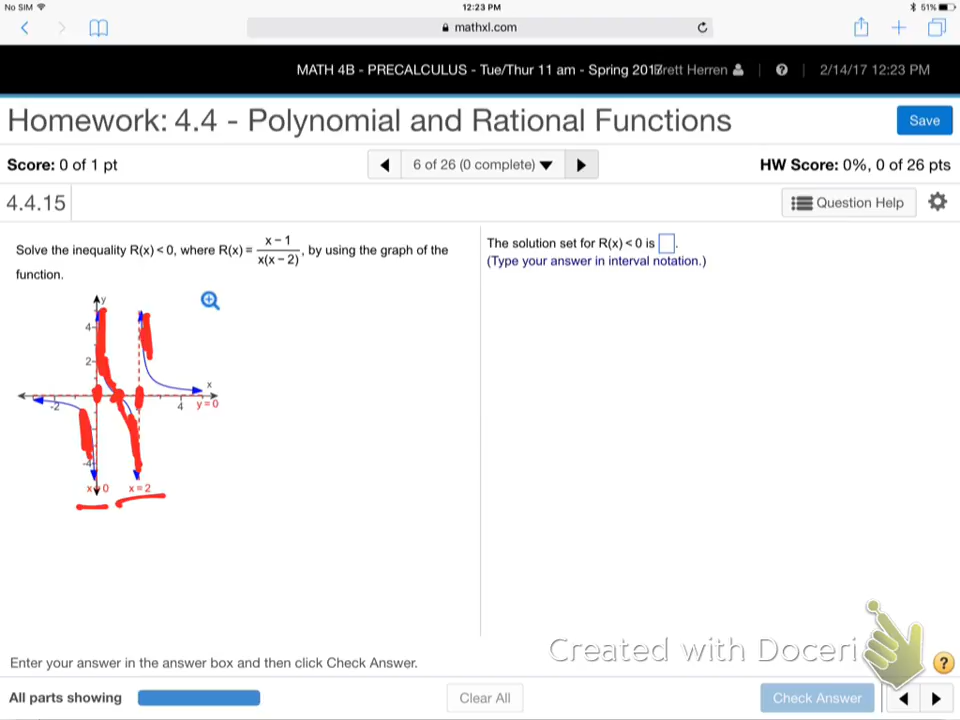 No SIM 12:23 PM 51%
mathxl.com
MATH 4B - PRECALCULUS - Tue/Thur 11 am - Spring 2017 Brett Herren ? 2/14/17 12:23 PM
Homework: 4.4 - Polynomial and Rational Functions Save
Score: 0 of 1 pt 6 of 26 (0 complete) HW Score: 0%, 0 of 26 pts
4.4.15 Question Help
Solve the inequality R(x) < 0, where R(x) = x − 1 / x(x − 2), by using the graph of the
function.
The solution set for R(x) < 0 is .
(Type your answer in interval notation.)
y
4
2
x
-2 4 y = 0
-4
x = 0 x = 2
Created with Doceri
Enter your answer in the answer box and then click Check Answer. ?
All parts showing Clear All Check Answer